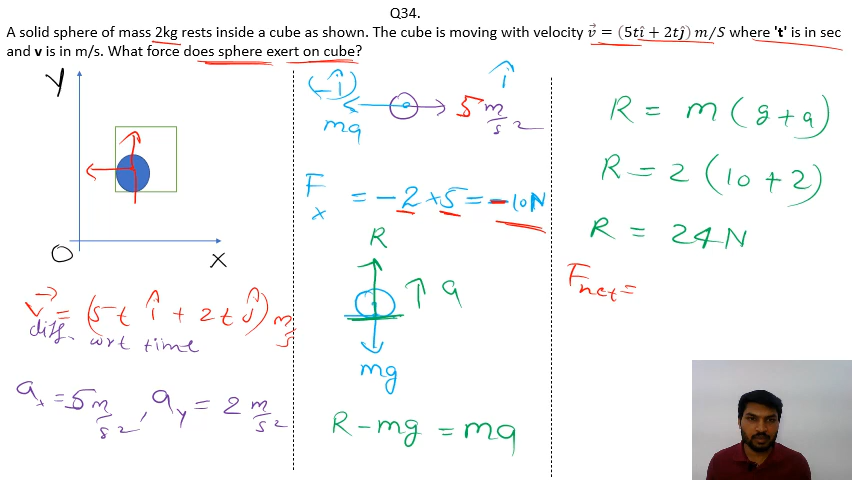 Q34.
A solid sphere of mass 2kg rests inside a cube as shown. The cube is moving with velocity v⃗ = (5tî + 2tĵ) m/S where 't' is in sec
and v is in m/s. What force does sphere exert on cube?
Y
O
X
V⃗ = (5t î + 2t ĵ) m/s
diff. wrt time
ax = 5 m/s², ay = 2 m/s²
(-î) î
ma 5 m/s²
Fx = -2 × 5 = -10N
R
a
mg
R - mg = ma
R = m(g + a)
R = 2(10 + 2)
R = 24N
Fnet =